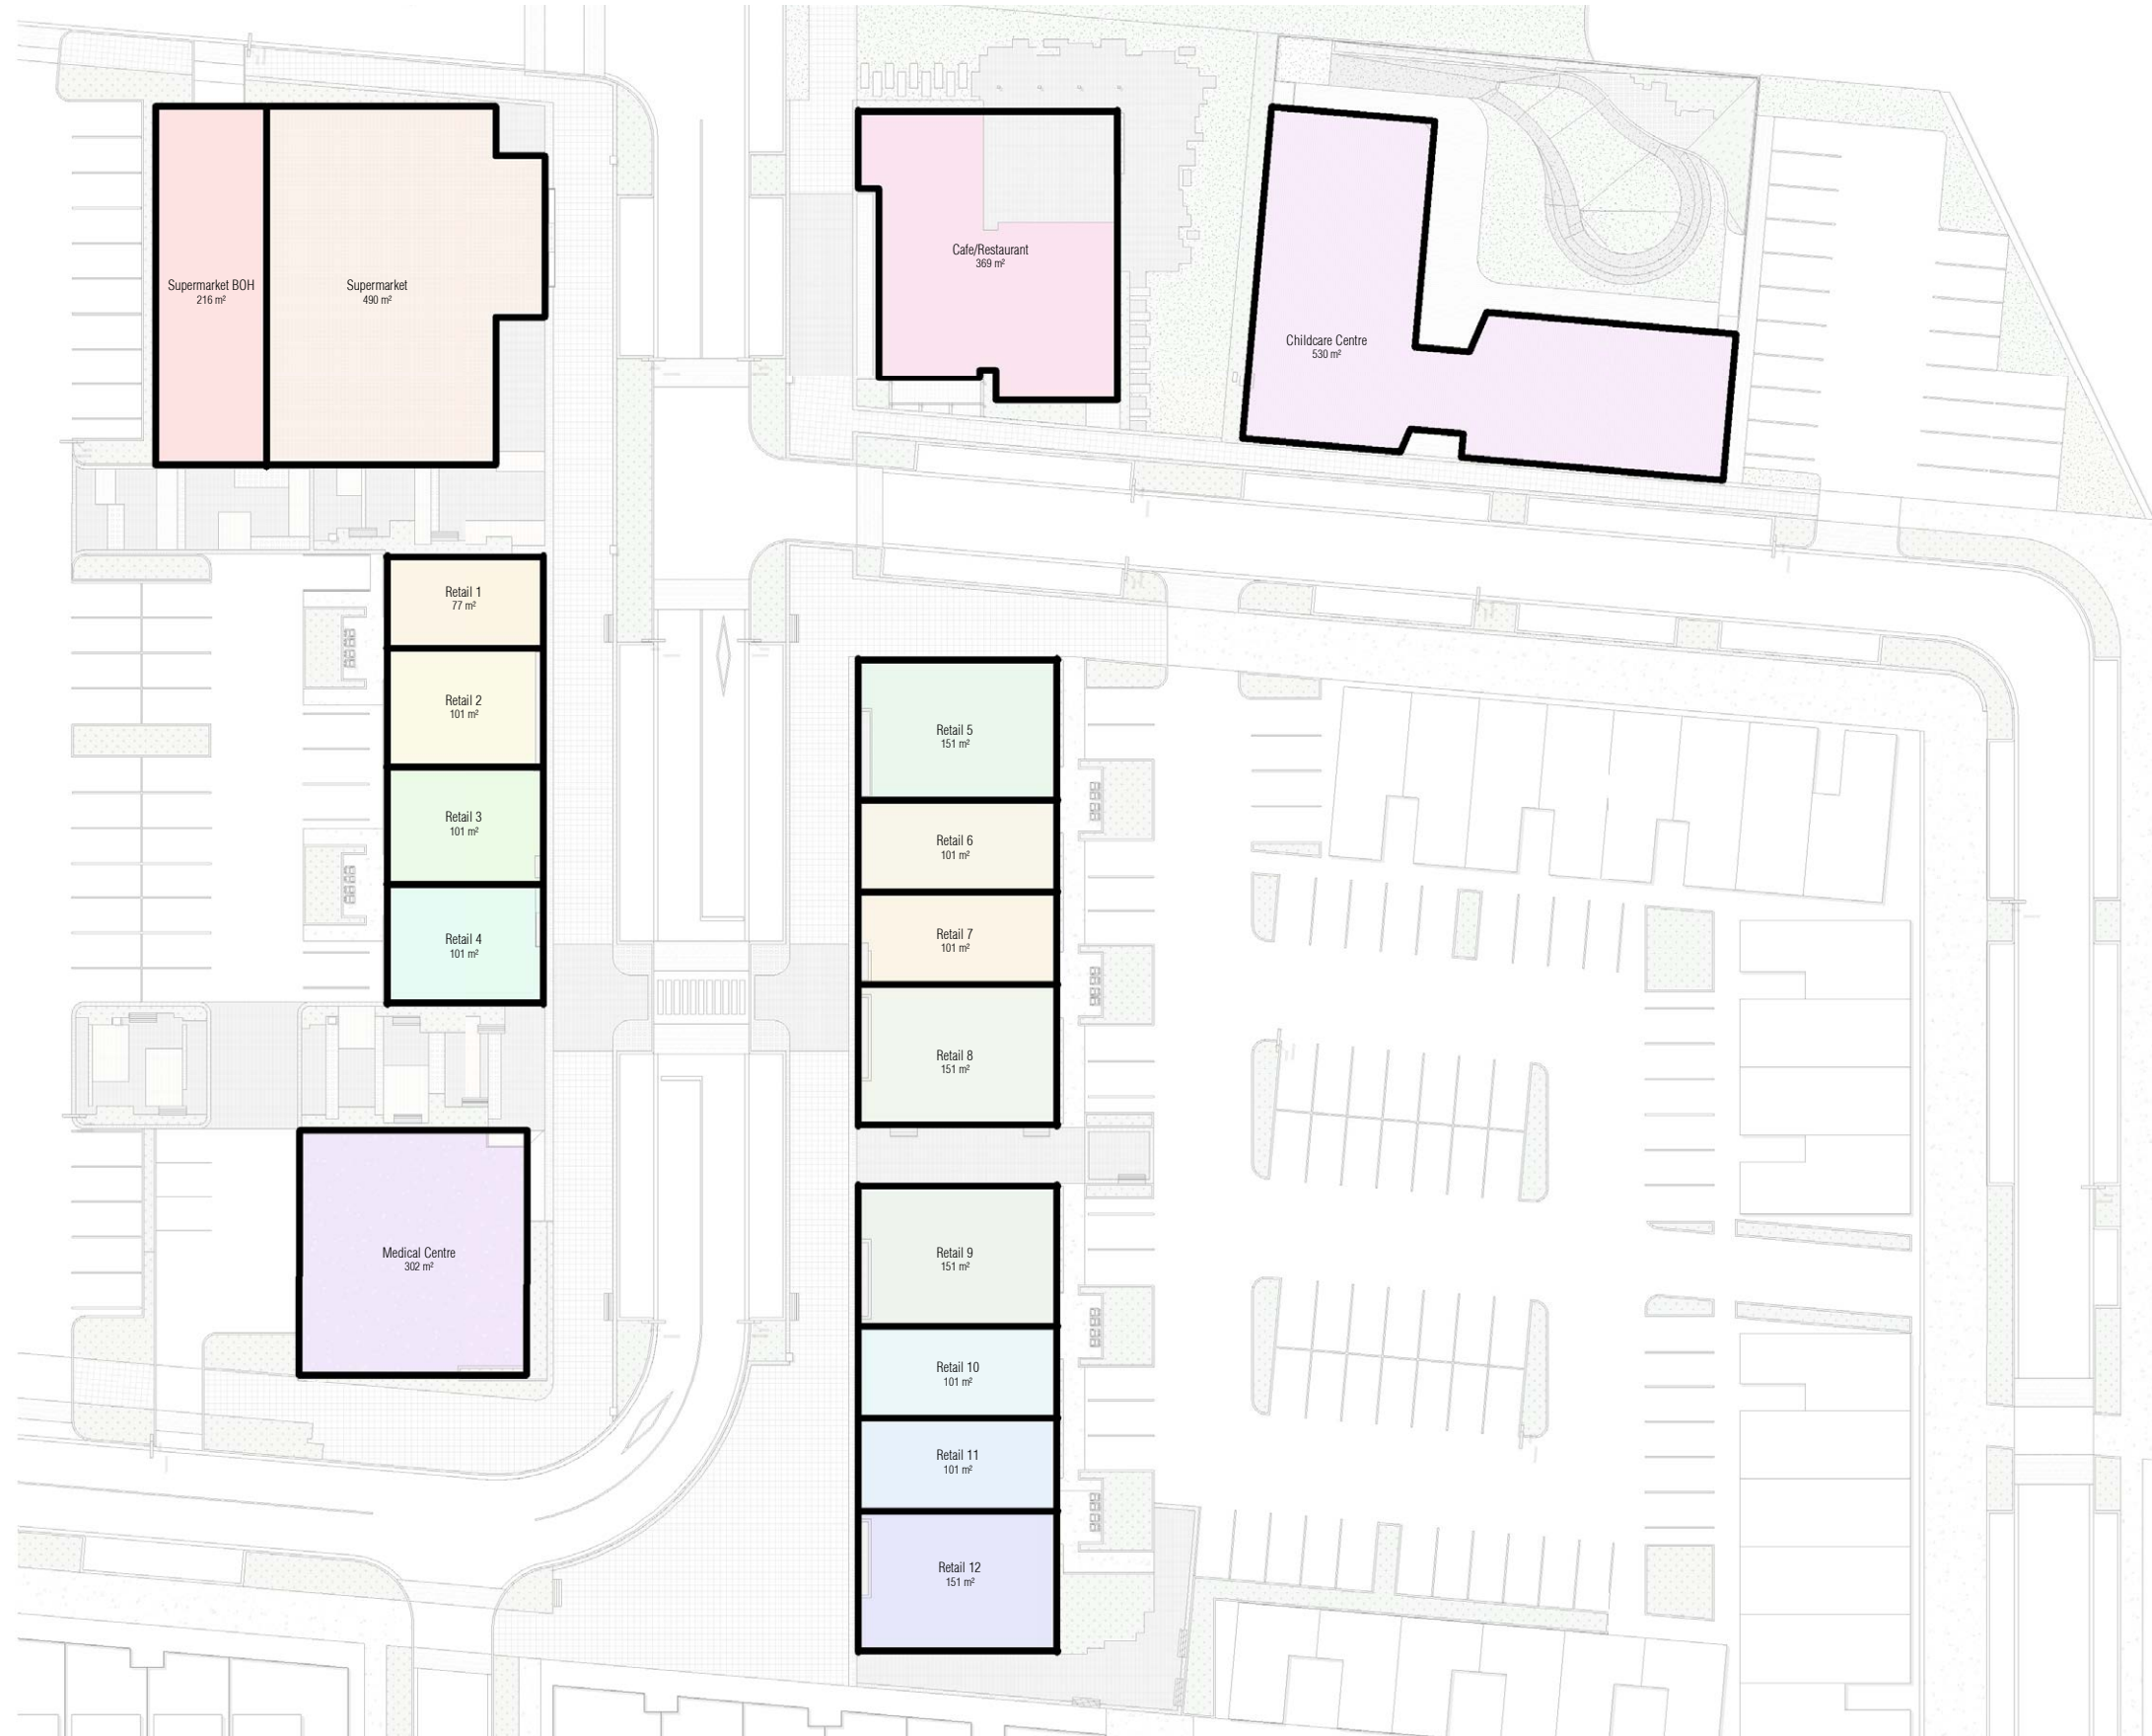 Supermarket BOH
216 m²
Supermarket
490 m²
Cafe/Restaurant
369 m²
Childcare Centre
530 m²
Retail 1
77 m²
Retail 2
101 m²
Retail 3
101 m²
Retail 4
101 m²
Retail 5
151 m²
Retail 6
101 m²
Retail 7
101 m²
Retail 8
151 m²
Medical Centre
302 m²
Retail 9
151 m²
Retail 10
101 m²
Retail 11
101 m²
Retail 12
151 m²